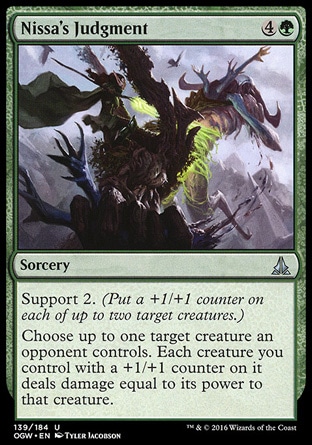 Nissa's Judgment 4
Sorcery
Support 2. (Put a +1/+1 counter on
each of up to two target creatures.)
Choose up to one target creature an
opponent controls. Each creature you
control with a +1/+1 counter on it
deals damage equal to its power to
that creature.
139/184 U
OGW • EN Tyler Jacobson
™ & © 2016 Wizards of the Coast